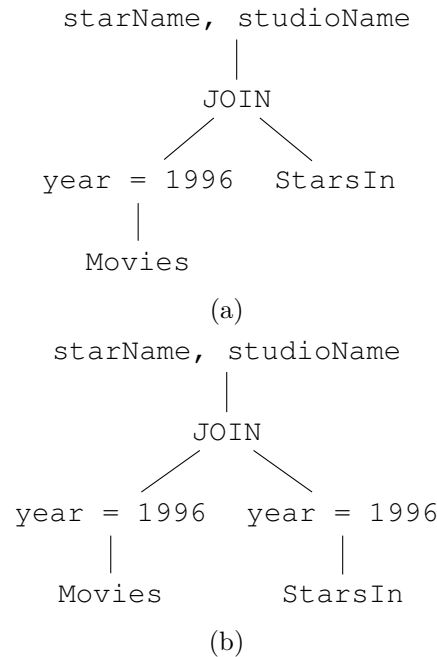 starName, studioName
JOIN
year = 1996 StarsIn
Movies
(a)
starName, studioName
JOIN
year = 1996 year = 1996
Movies StarsIn
(b)